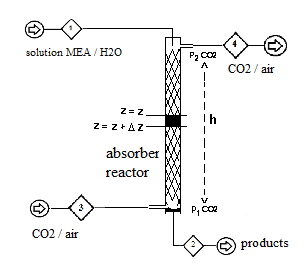 1
4
solution MEA / H2O
P2 CO2
CO2 / air
Z = Z
h
Z = Z + Δ Z
absorber
reactor
3
P1 CO2
CO2 / air
2
products